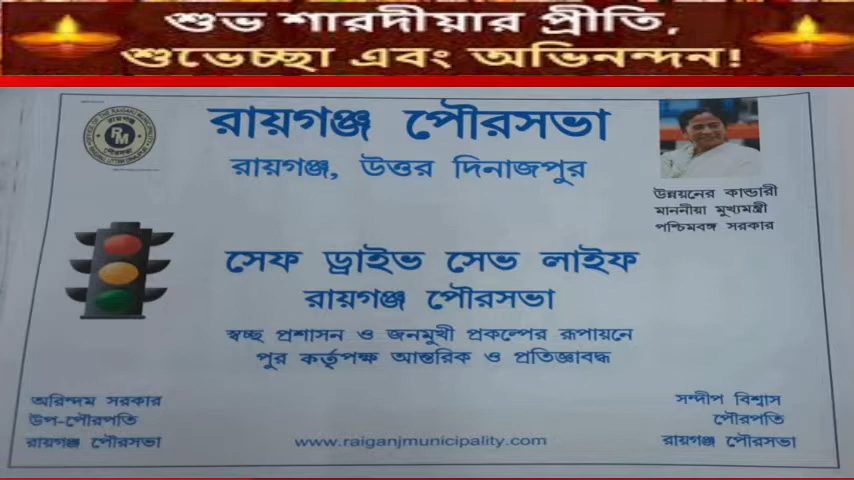 শুভ শারদীয়ার প্রীতি,
শুভেচ্ছা এবং অভিনন্দন!
রায়গঞ্জ পৌরসভা
রায়গঞ্জ, উত্তর দিনাজপুর
RM
উন্নয়নের কান্ডারী
মাননীয়া মুখ্যমন্ত্রী
পশ্চিমবঙ্গ সরকার
সেফ ড্রাইভ সেভ লাইফ
রায়গঞ্জ পৌরসভা
স্বচ্ছ প্রশাসন ও জনমুখী প্রকল্পের রূপায়নে
পুর কর্তৃপক্ষ আন্তরিক ও প্রতিজ্ঞাবদ্ধ
অরিন্দম সরকার
উপ-পৌরপতি
রায়গঞ্জ পৌরসভা
www.raiganjmunicipality.com
সন্দীপ বিশ্বাস
পৌরপতি
রায়গঞ্জ পৌরসভা